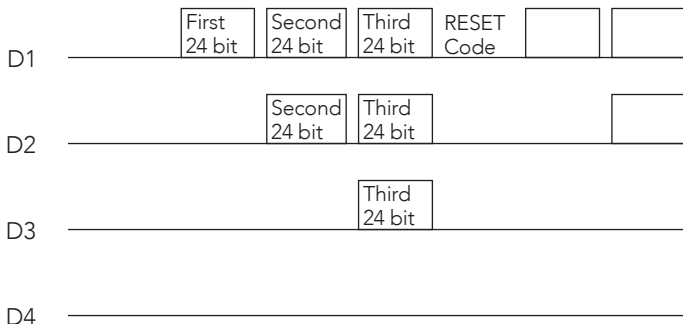 First Second Third RESET
24 bit 24 bit 24 bit Code
D1
Second Third
24 bit 24 bit
D2
Third
24 bit
D3
D4